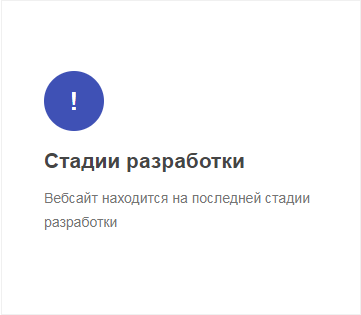 !
Стадии разработки
Вебсайт находится на последней стадии
разработки